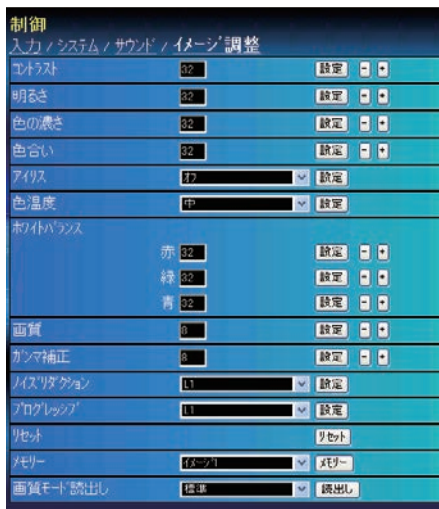 制御
入力 / システム / サウンド / イメージ調整
コントラスト 32 設定 - +
明るさ 32 設定 - +
色の濃さ 32 設定 - +
色合い 32 設定 - +
アイリス オフ 設定
色温度 中 設定
ホワイトバランス
赤 32 設定 - +
緑 32 設定 - +
青 32 設定 - +
画質 8 設定 - +
ガンマ補正 8 設定 - +
ノイズリダクション L1 設定
プログレッシブ L1 設定
リセット リセット
メモリー イメージ1 メモリー
画質モード読出し 標準 読出し